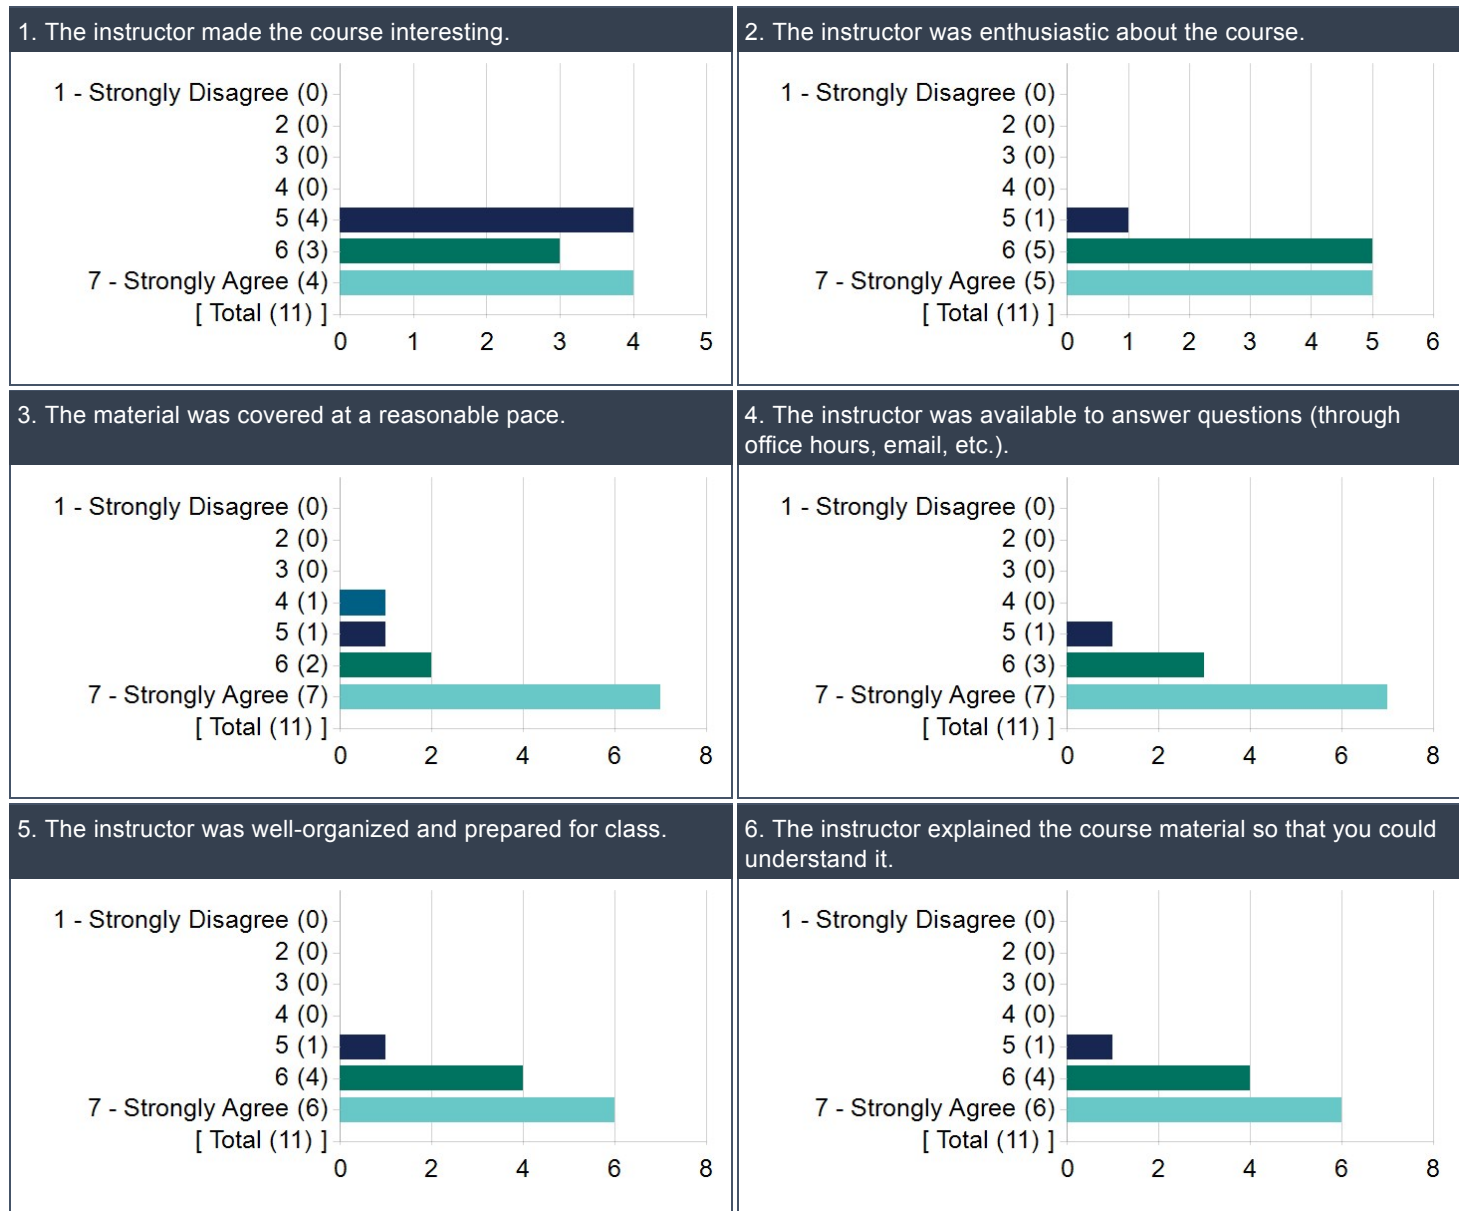 1. The instructor made the course interesting.
1 - Strongly Disagree (0)
2 (0)
3 (0)
4 (0)
5 (4)
6 (3)
7 - Strongly Agree (4)
[ Total (11) ]
0 1 2 3 4 5
2. The instructor was enthusiastic about the course.
1 - Strongly Disagree (0)
2 (0)
3 (0)
4 (0)
5 (1)
6 (5)
7 - Strongly Agree (5)
[ Total (11) ]
0 1 2 3 4 5 6
3. The material was covered at a reasonable pace.
1 - Strongly Disagree (0)
2 (0)
3 (0)
4 (1)
5 (1)
6 (2)
7 - Strongly Agree (7)
[ Total (11) ]
0 2 4 6 8
4. The instructor was available to answer questions (through
office hours, email, etc.).
1 - Strongly Disagree (0)
2 (0)
3 (0)
4 (0)
5 (1)
6 (3)
7 - Strongly Agree (7)
[ Total (11) ]
0 2 4 6 8
5. The instructor was well-organized and prepared for class.
1 - Strongly Disagree (0)
2 (0)
3 (0)
4 (0)
5 (1)
6 (4)
7 - Strongly Agree (6)
[ Total (11) ]
0 2 4 6 8
6. The instructor explained the course material so that you could
understand it.
1 - Strongly Disagree (0)
2 (0)
3 (0)
4 (0)
5 (1)
6 (4)
7 - Strongly Agree (6)
[ Total (11) ]
0 2 4 6 8